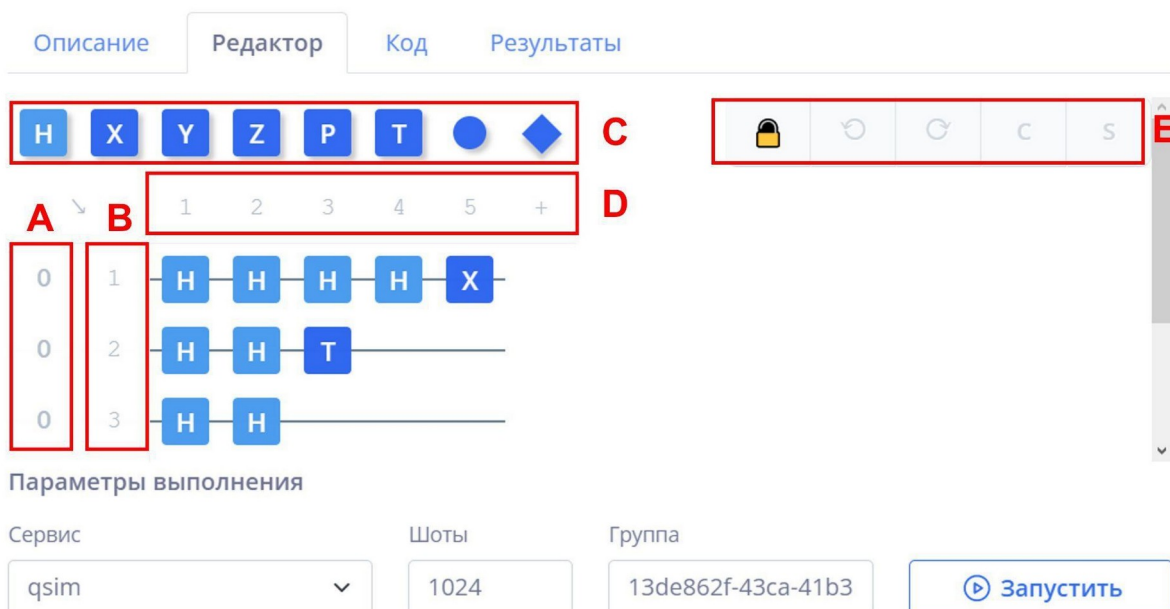 Описание Редактор Код Результаты
H X Y Z P T C E
C S
A B 1 2 3 4 5 + D
0 1 H H H H X
0 2 H H T
0 3 H H
Параметры выполнения
Сервис Шоты Группа
qsim 1024 13de862f-43ca-41b3 Запустить